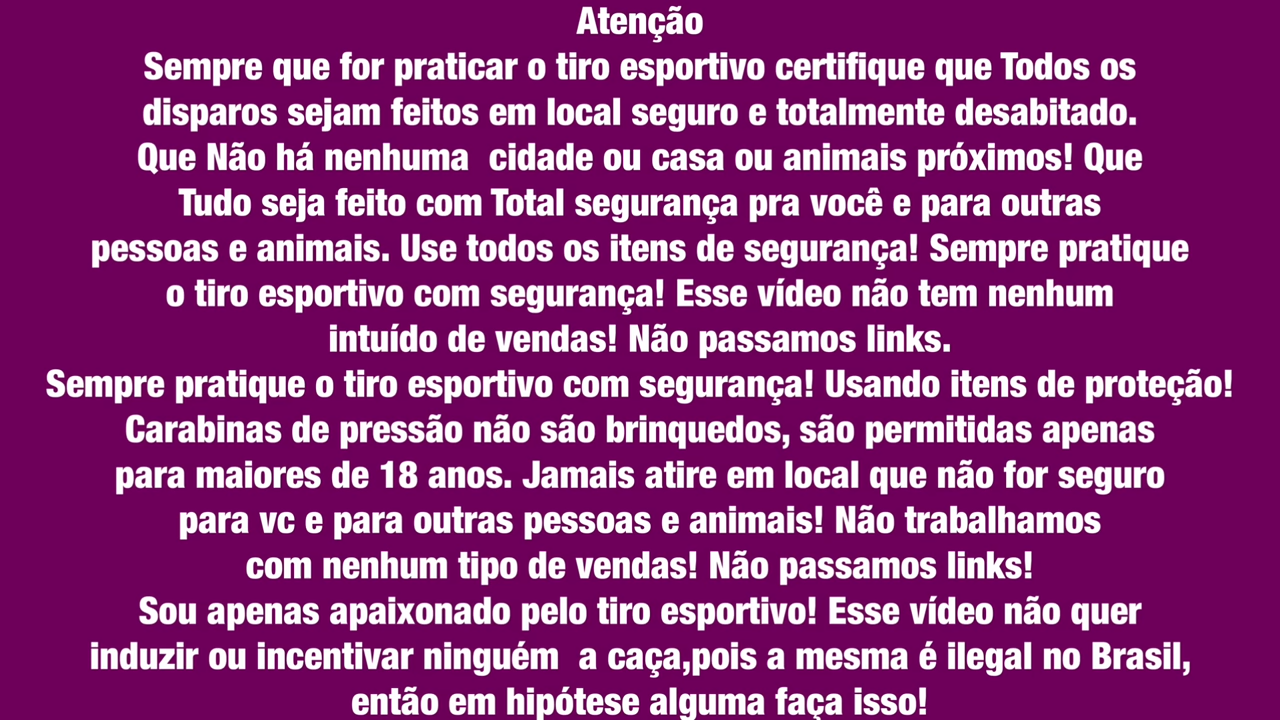 Atenção
Sempre que for praticar o tiro esportivo certifique que Todos os
disparos sejam feitos em local seguro e totalmente desabitado.
Que Não há nenhuma  cidade ou casa ou animais próximos! Que
Tudo seja feito com Total segurança pra você e para outras
pessoas e animais. Use todos os itens de segurança! Sempre pratique
o tiro esportivo com segurança! Esse vídeo não tem nenhum
intuído de vendas! Não passamos links.
Sempre pratique o tiro esportivo com segurança! Usando itens de proteção!
Carabinas de pressão não são brinquedos, são permitidas apenas
para maiores de 18 anos. Jamais atire em local que não for seguro
para vc e para outras pessoas e animais! Não trabalhamos
com nenhum tipo de vendas! Não passamos links!
Sou apenas apaixonado pelo tiro esportivo! Esse vídeo não quer
induzir ou incentivar ninguém  a caça,pois a mesma é ilegal no Brasil,
então em hipótese alguma faça isso!